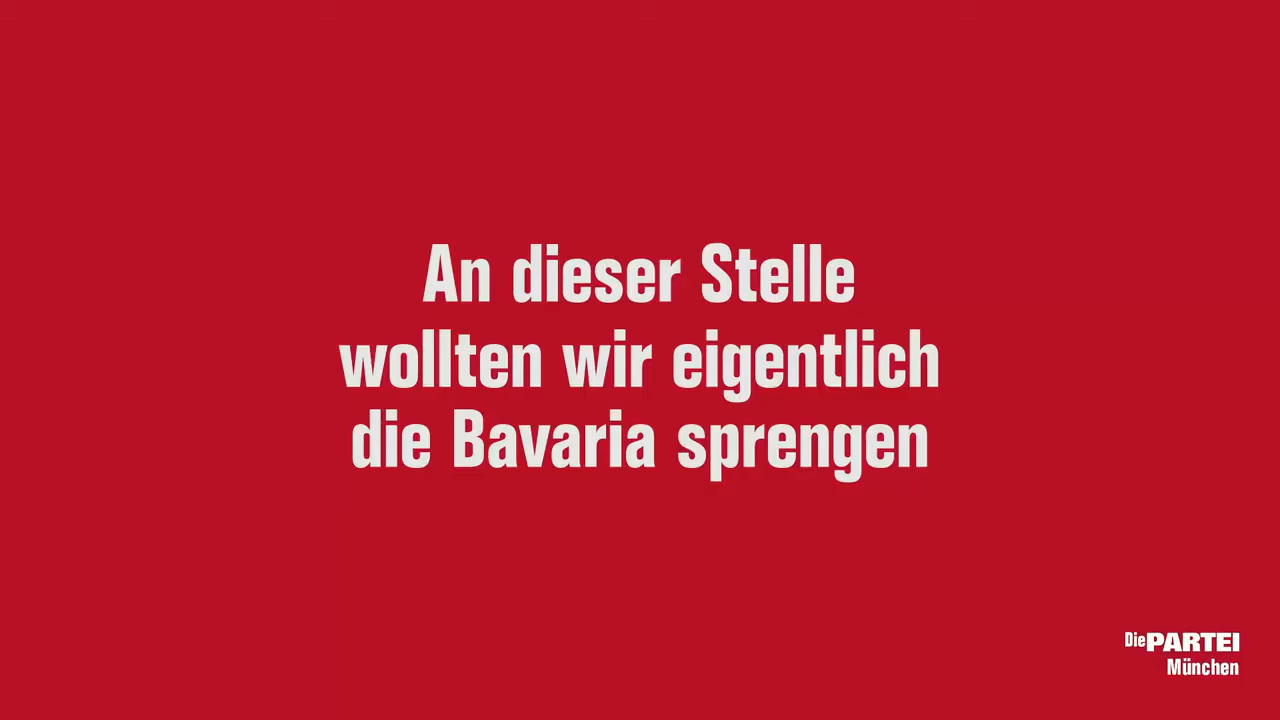 An dieser Stelle
wollten wir eigentlich
die Bavaria sprengen
Die PARTEI
München